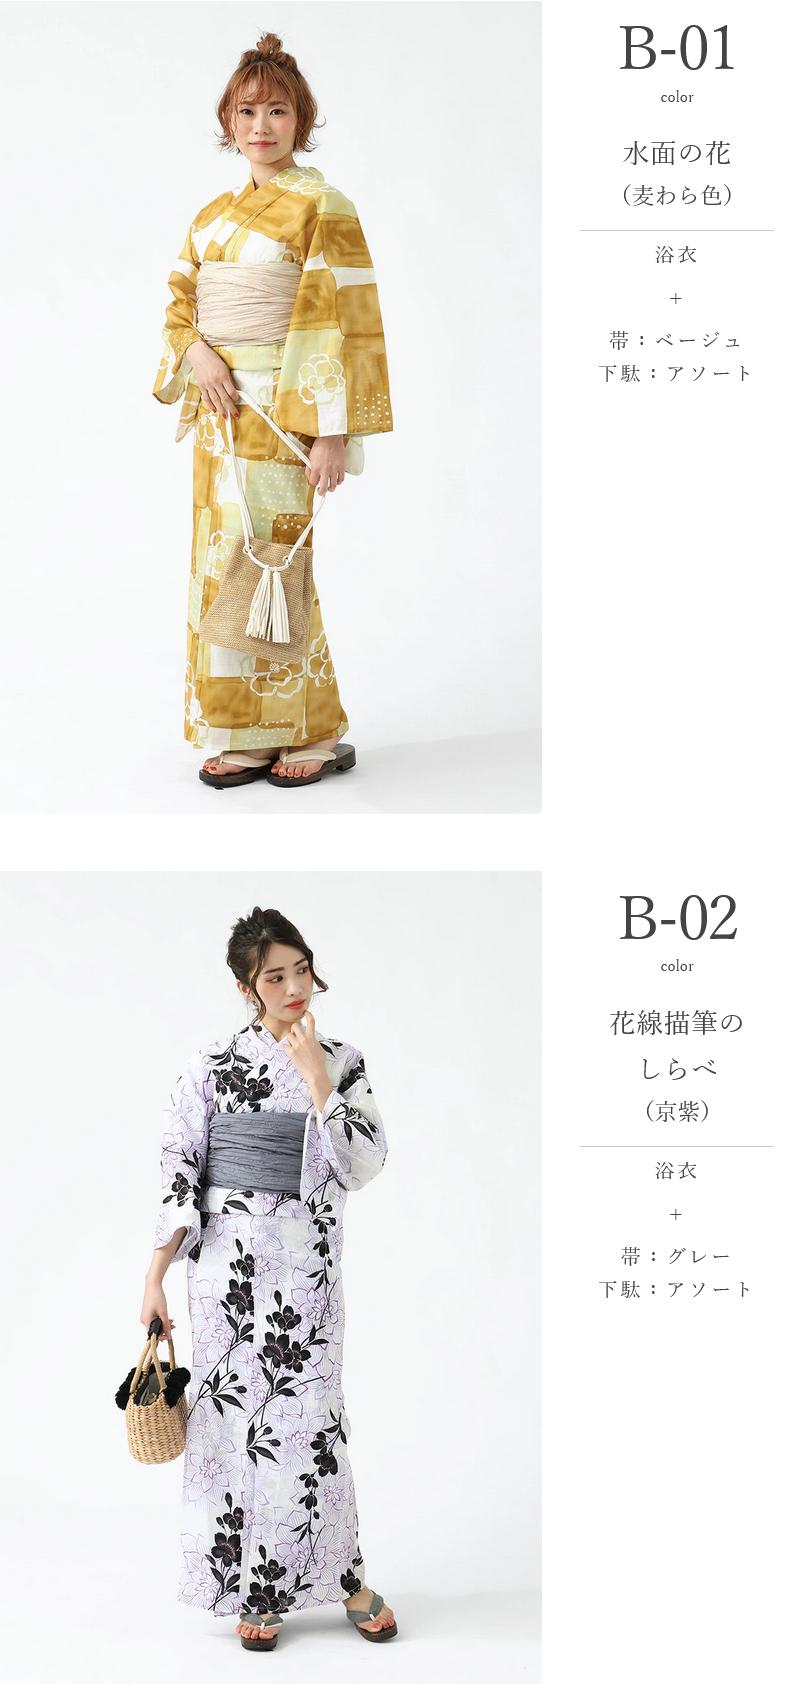 B-01
color
水面の花
（麦わら色）
浴衣
+
帯：ベージュ
下駄：アソート
B-02
color
花線描筆の
しらべ
（京紫）
浴衣
+
帯：グレー
下駄：アソート